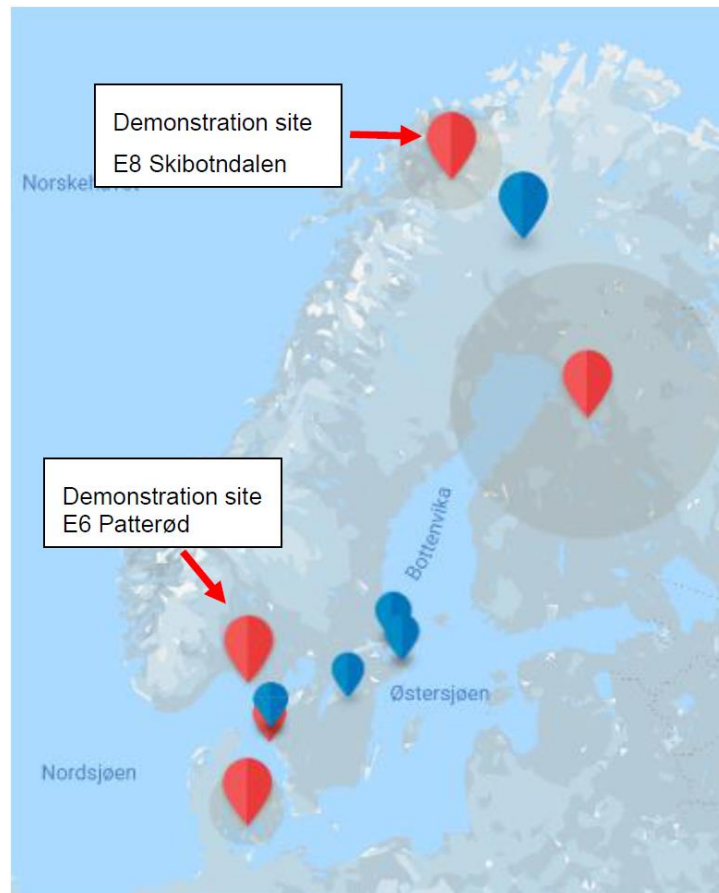 Demonstration site
E8 Skibotndalen
Norskehavet
Demonstration site
E6 Patterød
Bottenvika
Østersjøen
Nordsjøen